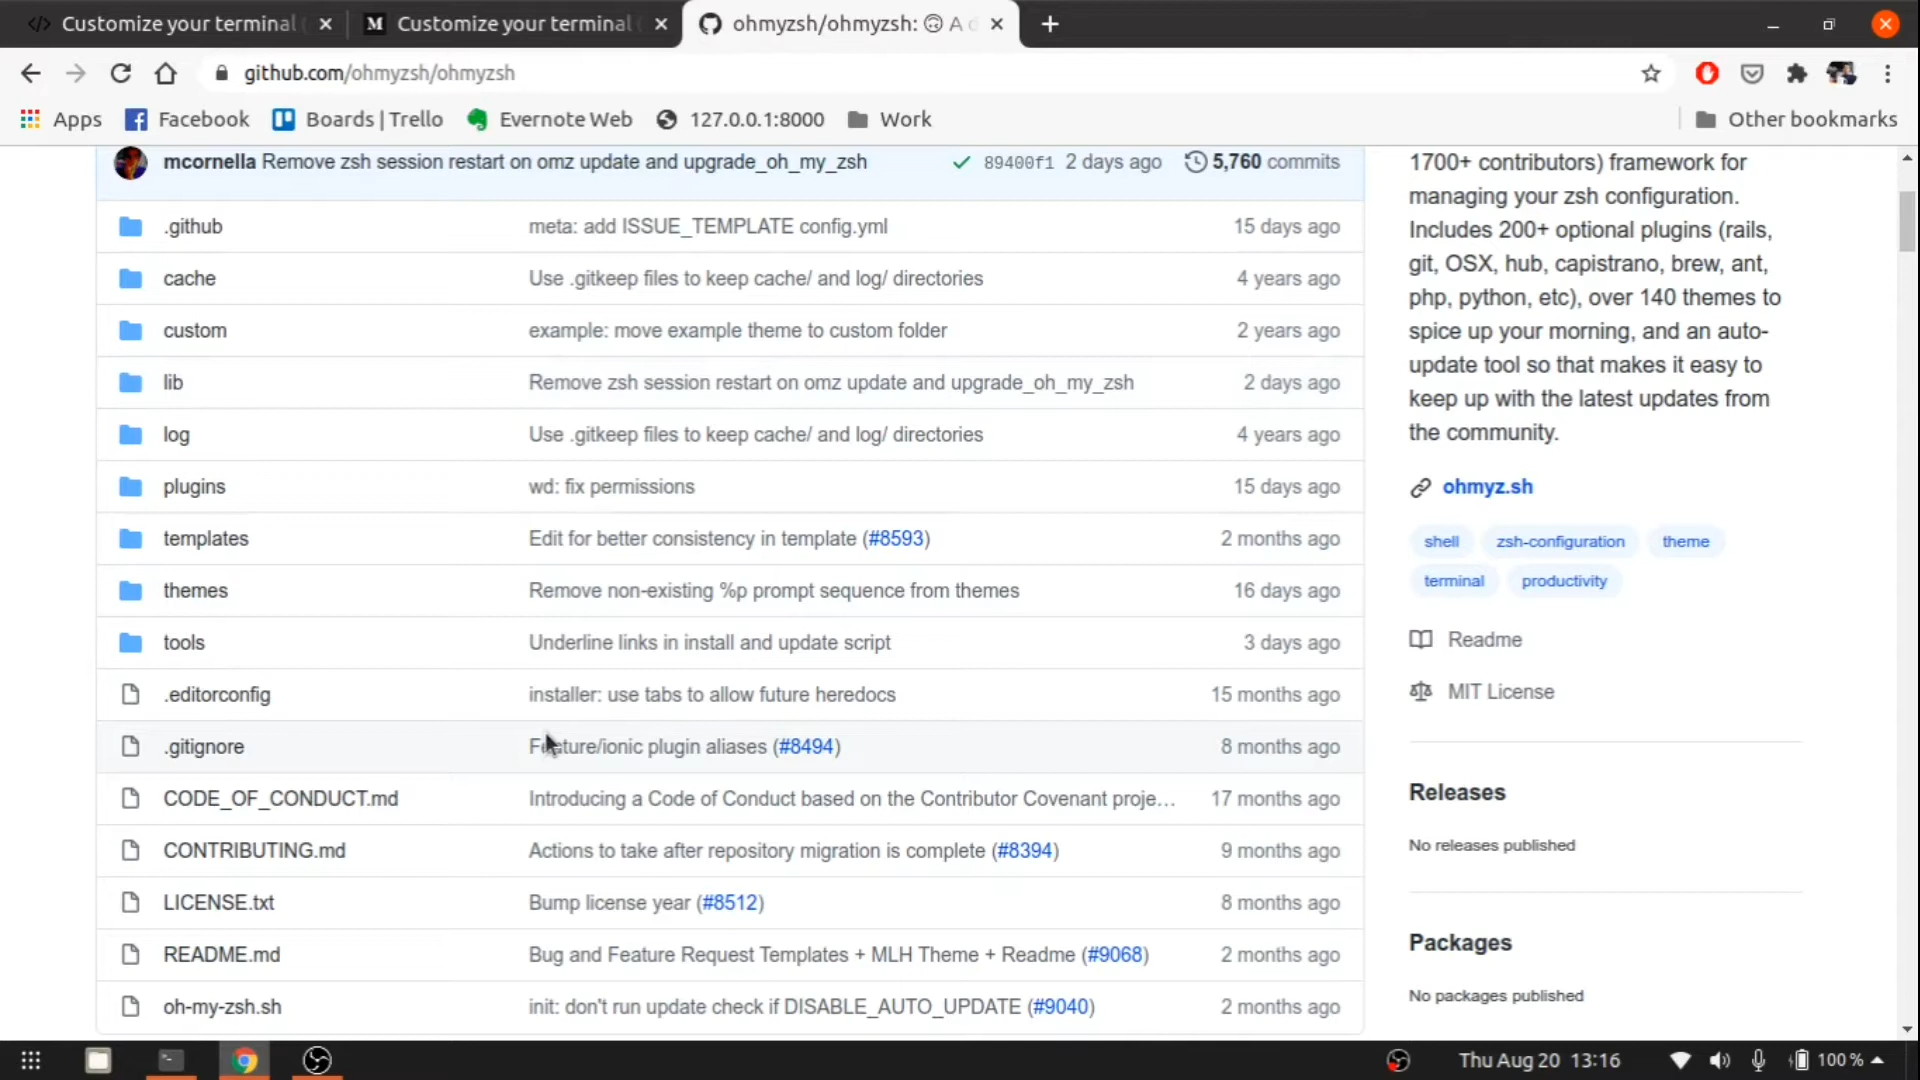 Customize your terminal
Customize your terminal
ohmyzsh/ohmyzsh: 🙃 A
github.com/ohmyzsh/ohmyzsh
Apps
Facebook
Boards | Trello
Evernote Web
127.0.0.1:8000
Work
Other bookmarks
mcornella Remove zsh session restart on omz update and upgrade_oh_my_zsh
89400f1 2 days ago
5,760 commits
.github
meta: add ISSUE_TEMPLATE config.yml
15 days ago
cache
Use .gitkeep files to keep cache/ and log/ directories
4 years ago
custom
example: move example theme to custom folder
2 years ago
lib
Remove zsh session restart on omz update and upgrade_oh_my_zsh
2 days ago
log
Use .gitkeep files to keep cache/ and log/ directories
4 years ago
plugins
wd: fix permissions
15 days ago
templates
Edit for better consistency in template (#8593)
2 months ago
themes
Remove non-existing %p prompt sequence from themes
16 days ago
tools
Underline links in install and update script
3 days ago
.editorconfig
installer: use tabs to allow future heredocs
15 months ago
.gitignore
Feature/ionic plugin aliases (#8494)
8 months ago
CODE_OF_CONDUCT.md
Introducing a Code of Conduct based on the Contributor Covenant proje…
17 months ago
CONTRIBUTING.md
Actions to take after repository migration is complete (#8394)
9 months ago
LICENSE.txt
Bump license year (#8512)
8 months ago
README.md
Bug and Feature Request Templates + MLH Theme + Readme (#9068)
2 months ago
oh-my-zsh.sh
init: don't run update check if DISABLE_AUTO_UPDATE (#9040)
2 months ago
1700+ contributors) framework for
managing your zsh configuration.
Includes 200+ optional plugins (rails,
git, OSX, hub, capistrano, brew, ant,
php, python, etc), over 140 themes to
spice up your morning, and an auto-
update tool so that makes it easy to
keep up with the latest updates from
the community.
ohmyz.sh
shell
zsh-configuration
theme
terminal
productivity
Readme
MIT License
Releases
No releases published
Packages
No packages published
Thu Aug 20 13:16
100 %